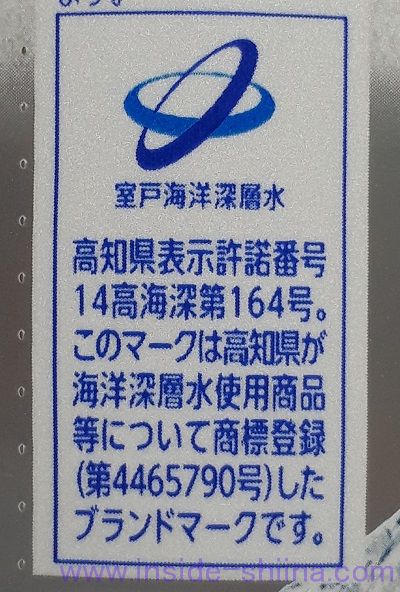 室戸海洋深層水
高知県表示許諾番号
14高海深第164号。
このマークは高知県が
海洋深層水使用商品
等について商標登録
(第4465790号)した
ブランドマークです。
www.inside-shiina.com